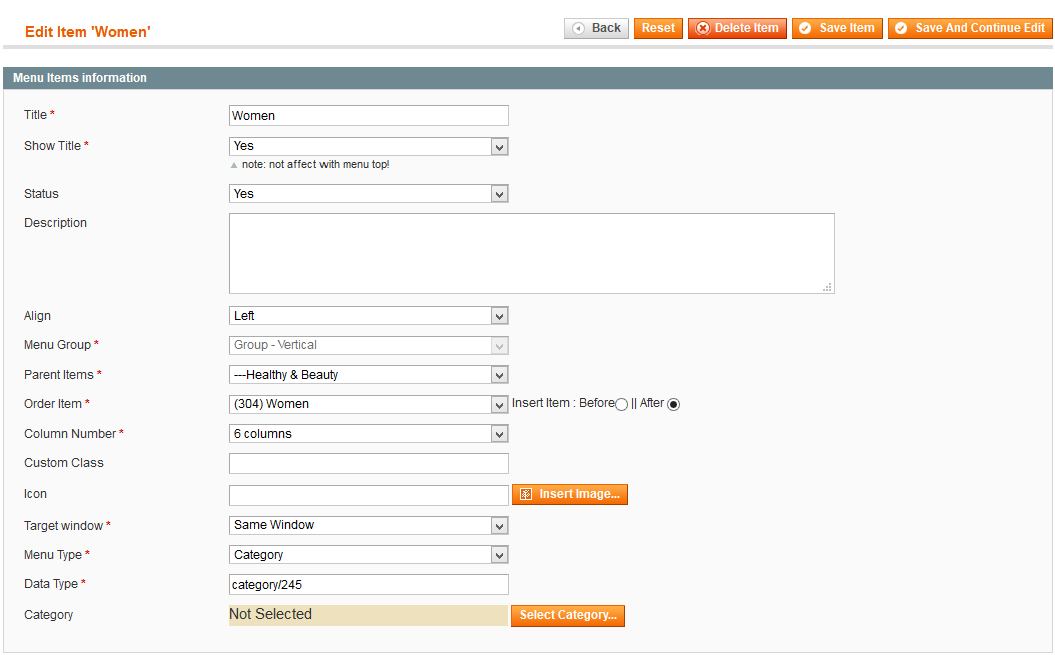 Edit Item 'Women'
Back Reset Delete Item Save Item Save And Continue Edit
Menu Items information
Title * Women
Show Title * Yes
note: not affect with menu top!
Status Yes
Description
Align Left
Menu Group * Group - Vertical
Parent Items * ---Healthy & Beauty
Order Item * (304) Women Insert Item : Before || After
Column Number * 6 columns
Custom Class
Icon Insert Image...
Target window * Same Window
Menu Type * Category
Data Type * category/245
Category Not Selected Select Category...